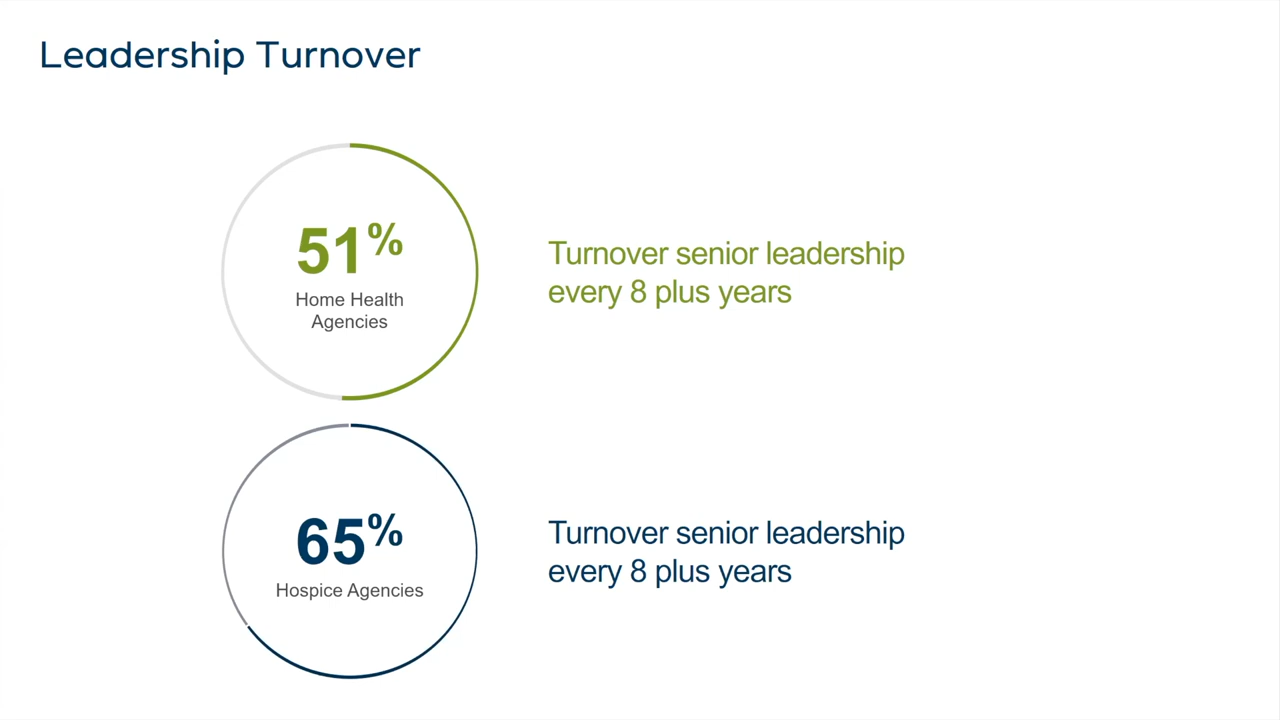 Leadership Turnover
51%
Home Health
Agencies
Turnover senior leadership
every 8 plus years
65%
Hospice Agencies
Turnover senior leadership
every 8 plus years